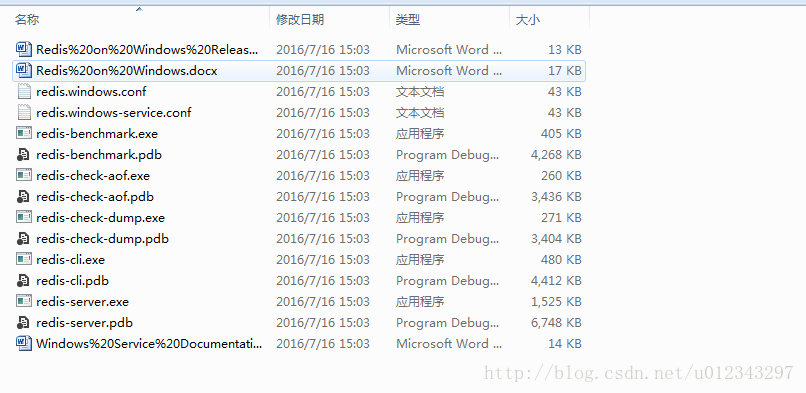 名称 修改日期 类型 大小
Redis%20on%20Windows%20Releas... 2016/7/16 15:03 Microsoft Word ... 13 KB
Redis%20on%20Windows.docx 2016/7/16 15:03 Microsoft Word ... 17 KB
redis.windows.conf 2016/7/16 15:03 文本文档 43 KB
redis.windows-service.conf 2016/7/16 15:03 文本文档 43 KB
redis-benchmark.exe 2016/7/16 15:03 应用程序 405 KB
redis-benchmark.pdb 2016/7/16 15:03 Program Debug... 4,268 KB
redis-check-aof.exe 2016/7/16 15:03 应用程序 260 KB
redis-check-aof.pdb 2016/7/16 15:03 Program Debug... 3,436 KB
redis-check-dump.exe 2016/7/16 15:03 应用程序 271 KB
redis-check-dump.pdb 2016/7/16 15:03 Program Debug... 3,404 KB
redis-cli.exe 2016/7/16 15:03 应用程序 480 KB
redis-cli.pdb 2016/7/16 15:03 Program Debug... 4,412 KB
redis-server.exe 2016/7/16 15:03 应用程序 1,525 KB
redis-server.pdb 2016/7/16 15:03 Program Debug... 6,748 KB
Windows%20Service%20Documentati... 2016/7/16 15:03 Microsoft Word ... 14 KB
http://blog.csdn.net/u012343297